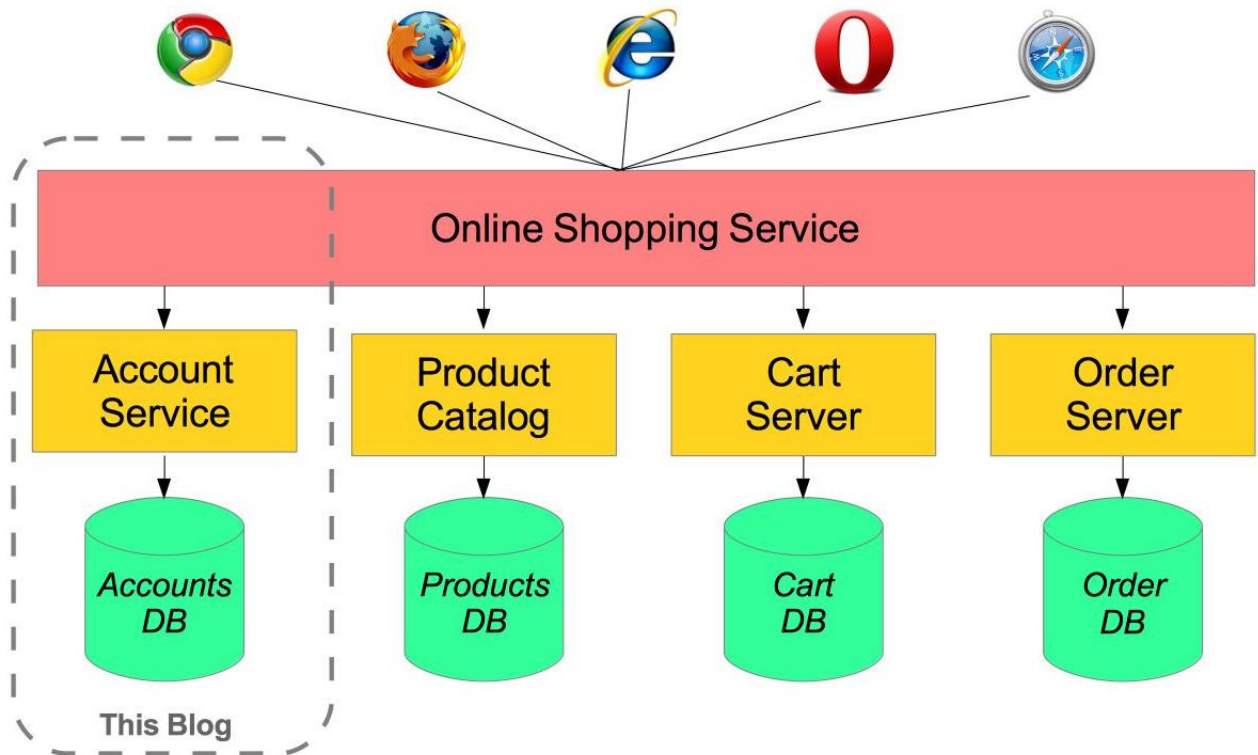 Online Shopping Service
Account
Service
Product
Catalog
Cart
Server
Order
Server
Accounts
DB
Products
DB
Cart
DB
Order
DB
This Blog